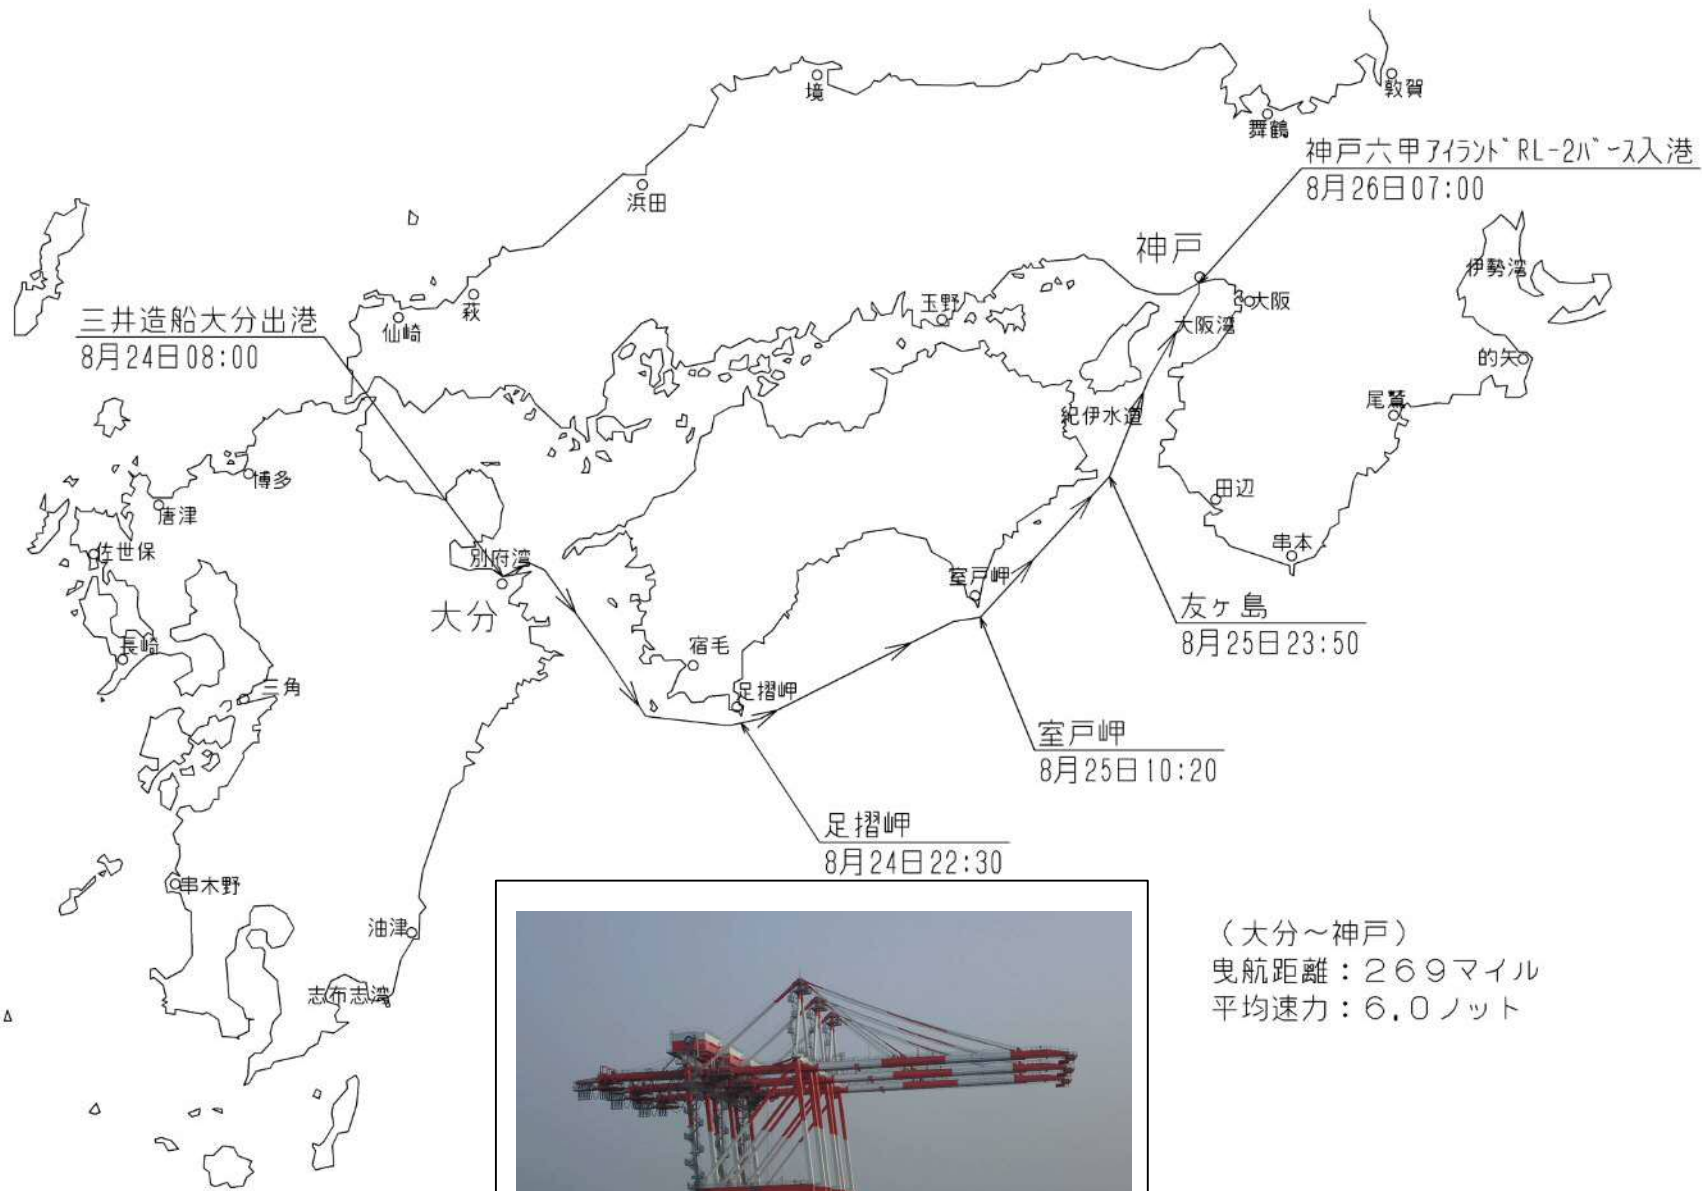 敦賀
境
舞鶴
神戸六甲ｱｲﾗﾝﾄﾞRL-2ﾊﾞｰｽ入港
8月26日07:00
浜田
神戸
伊勢湾
萩
玉野
大阪
三井造船大分出港
8月24日08:00
仙崎
大阪湾
的矢
尾鷲
紀伊水道
博多
田辺
唐津
串本
佐世保
別府湾
室戸岬
大分
友ヶ島
8月25日23:50
長崎
宿毛
三角
足摺岬
室戸岬
8月25日10:20
足摺岬
8月24日22:30
串木野
油津
志布志湾
（大分～神戸）
曳航距離：２６９マイル
平均速力：６.０ノット